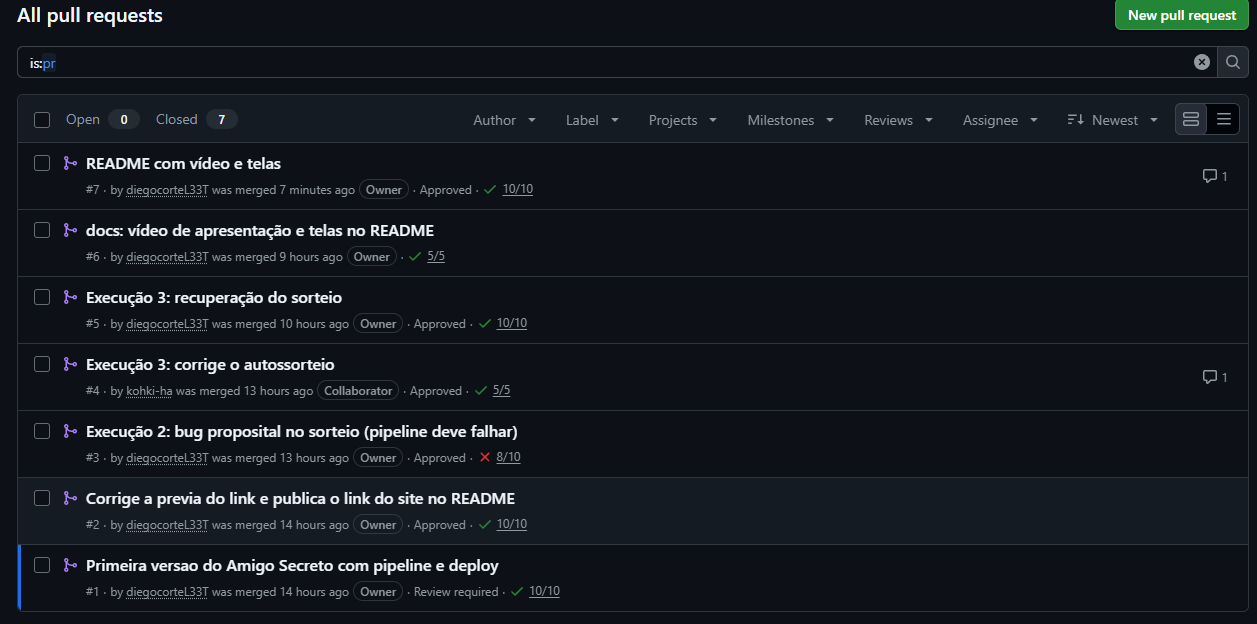 All pull requests
New pull request
is:pr
Open 0 Closed 7 Author Label Projects Milestones Reviews Assignee Newest
README com vídeo e telas
#7 · by diegocorteL33T was merged 7 minutes ago Owner · Approved · 10/10
1
docs: vídeo de apresentação e telas no README
#6 · by diegocorteL33T was merged 9 hours ago Owner · 5/5
Execução 3: recuperação do sorteio
#5 · by diegocorteL33T was merged 10 hours ago Owner · Approved · 10/10
Execução 3: corrige o autossorteio
#4 · by kohki-ha was merged 13 hours ago Collaborator · Approved · 5/5
1
Execução 2: bug proposital no sorteio (pipeline deve falhar)
#3 · by diegocorteL33T was merged 13 hours ago Owner · Approved · 8/10
Corrige a previa do link e publica o link do site no README
#2 · by diegocorteL33T was merged 14 hours ago Owner · Approved · 10/10
Primeira versao do Amigo Secreto com pipeline e deploy
#1 · by diegocorteL33T was merged 14 hours ago Owner · Review required · 10/10